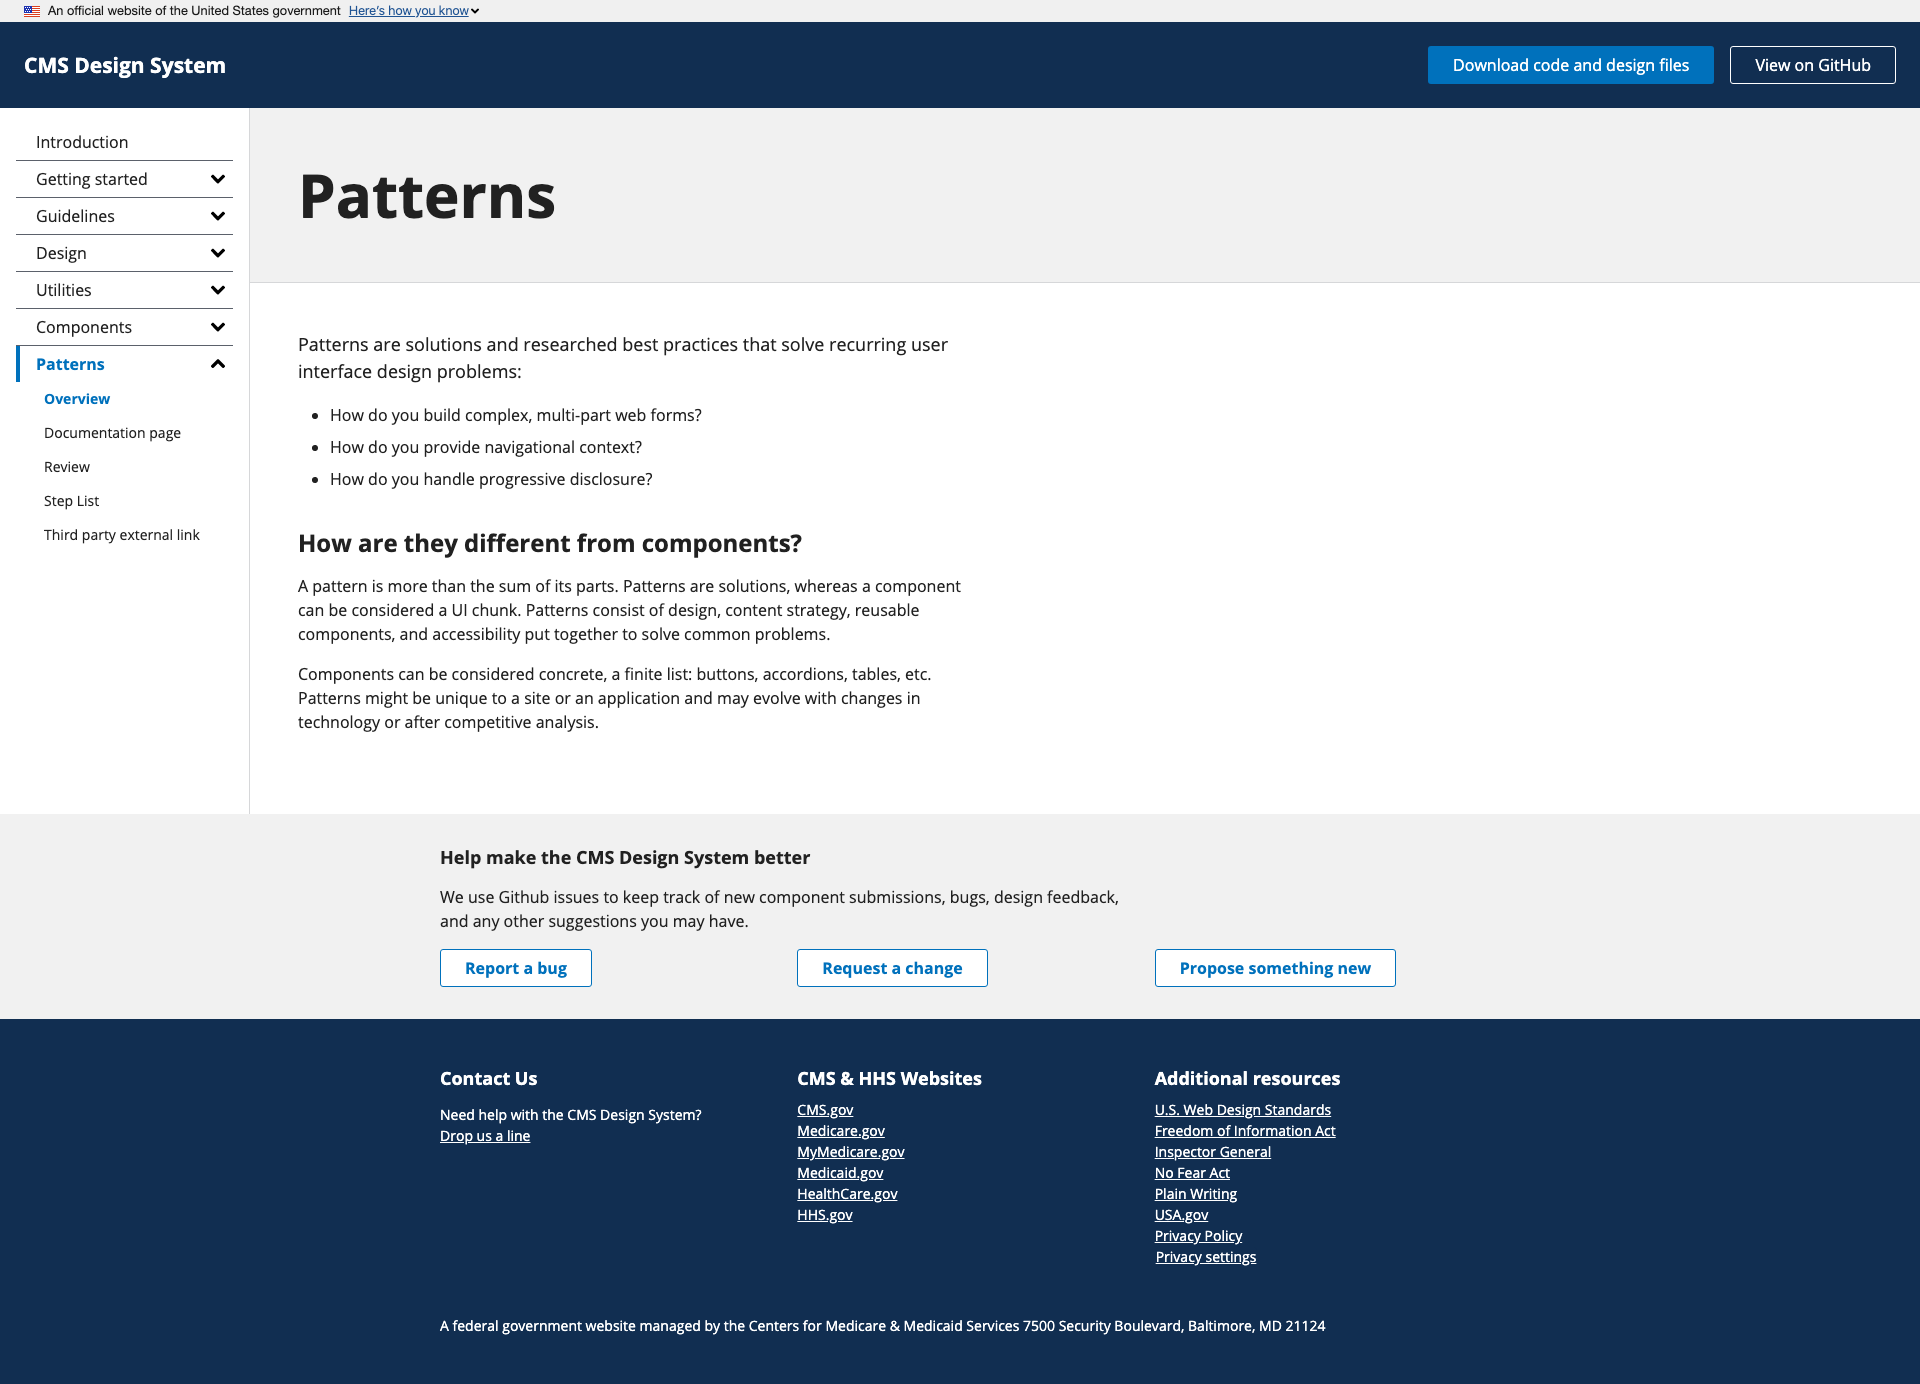 An official website of the United States government Here's how you know
CMS Design System
Download code and design files
View on GitHub
Introduction
Getting started
Guidelines
Design
Utilities
Components
Patterns
Overview
Documentation page
Review
Step List
Third party external link
Patterns
Patterns are solutions and researched best practices that solve recurring user
interface design problems:
• How do you build complex, multi-part web forms?
• How do you provide navigational context?
• How do you handle progressive disclosure?
How are they different from components?
A pattern is more than the sum of its parts. Patterns are solutions, whereas a component
can be considered a UI chunk. Patterns consist of design, content strategy, reusable
components, and accessibility put together to solve common problems.
Components can be considered concrete, a finite list: buttons, accordions, tables, etc.
Patterns might be unique to a site or an application and may evolve with changes in
technology or after competitive analysis.
Help make the CMS Design System better
We use Github issues to keep track of new component submissions, bugs, design feedback,
and any other suggestions you may have.
Report a bug
Request a change
Propose something new
Contact Us
Need help with the CMS Design System?
Drop us a line
CMS & HHS Websites
CMS.gov
Medicare.gov
MyMedicare.gov
Medicaid.gov
HealthCare.gov
HHS.gov
Additional resources
U.S. Web Design Standards
Freedom of Information Act
Inspector General
No Fear Act
Plain Writing
USA.gov
Privacy Policy
Privacy settings
A federal government website managed by the Centers for Medicare & Medicaid Services 7500 Security Boulevard, Baltimore, MD 21124